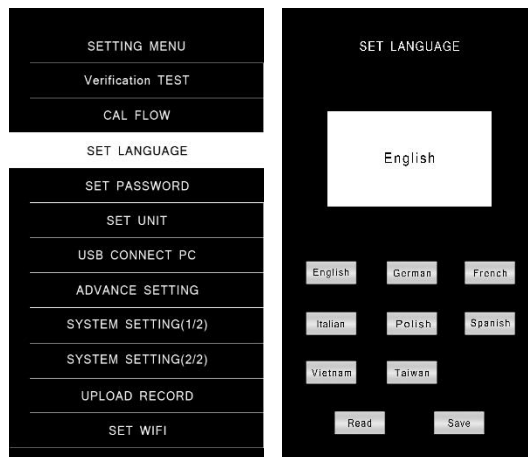 SETTING MENU
Verification TEST
CAL FLOW
SET LANGUAGE
SET PASSWORD
SET UNIT
USB CONNECT PC
ADVANCE SETTING
SYSTEM SETTING(1/2)
SYSTEM SETTING(2/2)
UPLOAD RECORD
SET WIFI
SET LANGUAGE
English
English German French
Italian Polish Spanish
Vietnam Taiwan
Read Save